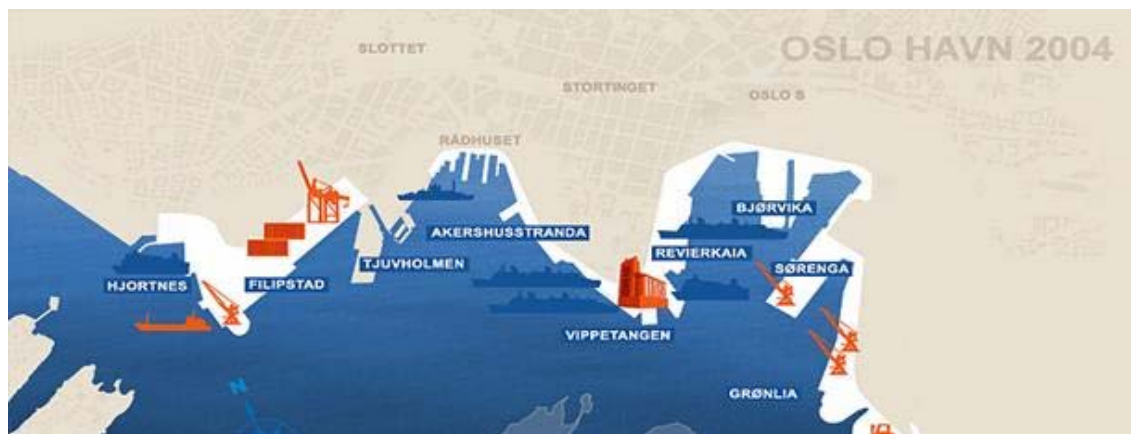 OSLO HAVN 2004
SLOTTET
STORTINGET
OSLO S
RÅDHUSET
BJØRVIKA
AKERSHUSSTRANDA
REVIERKAIA
TJUVHOLMEN
SØRENGA
HJORTNES
FILIPSTAD
VIPPETANGEN
GRØNLIA
N